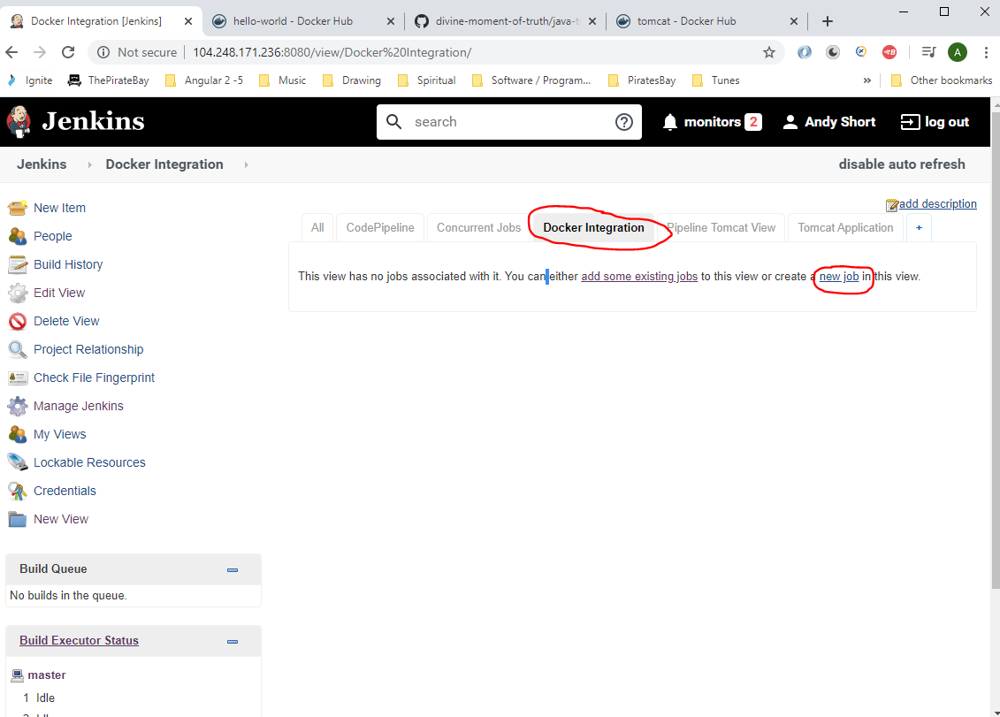 Docker Integration [Jenkins] hello-world - Docker Hub divine-moment-of-truth/java-t tomcat - Docker Hub
Not secure 104.248.171.236:8080/view/Docker%20Integration/ A
Ignite ThePirateBay Angular 2 -5 Music Drawing Spiritual Software / Program... PiratesBay Tunes » Other bookmarks
Jenkins search ? monitors 2 Andy Short log out
Jenkins Docker Integration disable auto refresh
add description
New Item
People
Build History
Edit View
Delete View
Project Relationship
Check File Fingerprint
Manage Jenkins
My Views
Lockable Resources
Credentials
New View
All CodePipeline Concurrent Jobs Docker Integration Pipeline Tomcat View Tomcat Application +
This view has no jobs associated with it. You can either add some existing jobs to this view or create a new job in this view.
Build Queue
No builds in the queue.
Build Executor Status
master
1 Idle